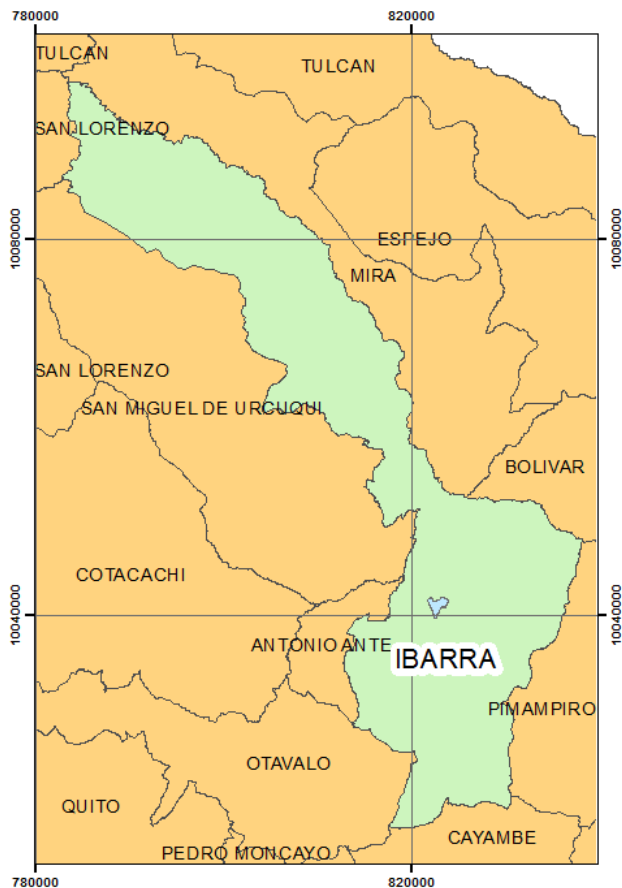 780000
820000
TULCAN
TULCAN
SAN LORENZO
10080000
ESPEJO
10080000
MIRA
SAN LORENZO
SAN MIGUEL DE URCUQUI
BOLIVAR
COTACACHI
10040000
10040000
ANTONIO ANTE
IBARRA
PIMAMPIRO
OTAVALO
QUITO
CAYAMBE
PEDRO MONCAYO
780000
820000